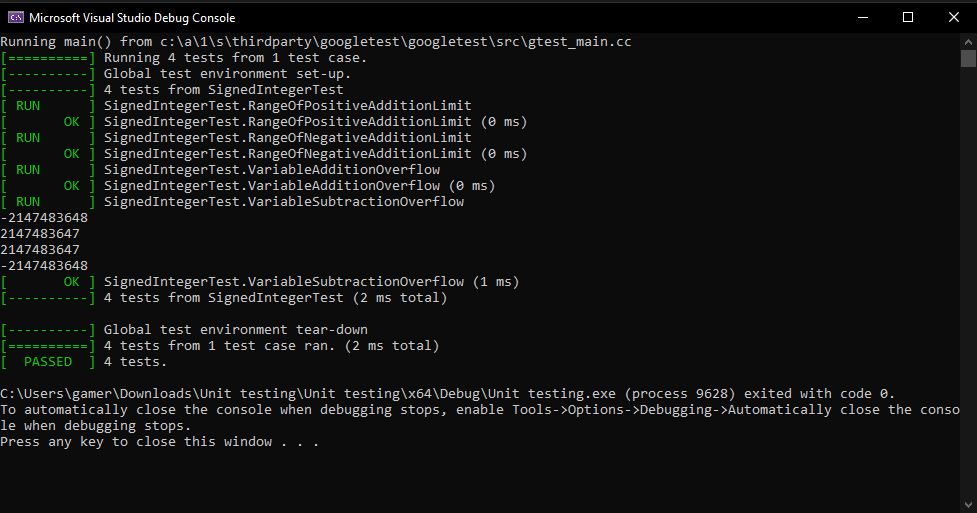 Microsoft Visual Studio Debug Console
Running main() from c:\a\1\s\thirdparty\googletest\googletest\src\gtest_main.cc
[==========] Running 4 tests from 1 test case.
[----------] Global test environment set-up.
[----------] 4 tests from SignedIntegerTest
[ RUN      ] SignedIntegerTest.RangeOfPositiveAdditionLimit
[       OK ] SignedIntegerTest.RangeOfPositiveAdditionLimit (0 ms)
[ RUN      ] SignedIntegerTest.RangeOfNegativeAdditionLimit
[       OK ] SignedIntegerTest.RangeOfNegativeAdditionLimit (0 ms)
[ RUN      ] SignedIntegerTest.VariableAdditionOverflow
[       OK ] SignedIntegerTest.VariableAdditionOverflow (0 ms)
[ RUN      ] SignedIntegerTest.VariableSubtractionOverflow
-2147483648
2147483647
2147483647
-2147483648
[       OK ] SignedIntegerTest.VariableSubtractionOverflow (1 ms)
[----------] 4 tests from SignedIntegerTest (2 ms total)
[----------] Global test environment tear-down
[==========] 4 tests from 1 test case ran. (2 ms total)
[  PASSED  ] 4 tests.
C:\Users\gamer\Downloads\Unit testing\Unit testing\x64\Debug\Unit testing.exe (process 9628) exited with code 0.
To automatically close the console when debugging stops, enable Tools->Options->Debugging->Automatically close the conso
le when debugging stops.
Press any key to close this window . . .